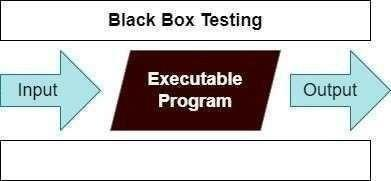 Black Box Testing
Input
Executable
Program
Output